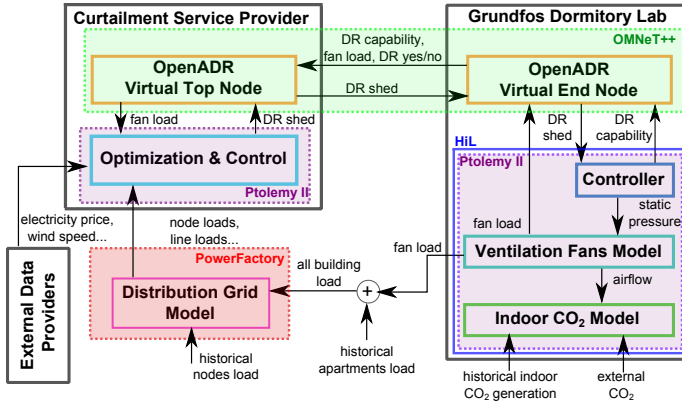 Curtailment Service Provider
Grundfos Dormitory Lab
OMNeT++
DR capability,
fan load, DR yes/no
OpenADR
Virtual Top Node
OpenADR
Virtual End Node
DR shed
fan load
DR shed
DR
shed
DR
capability
HiL
Optimization & Control
Ptolemy II
Ptolemy II
Controller
static
pressure
electricity price,
wind speed...
node loads,
line loads...
fan load
fan load
Ventilation Fans Model
PowerFactory
all building
load
airflow
External Data
Providers
Distribution Grid
Model
+
Indoor CO2 Model
historical
nodes load
historical
apartments load
historical indoor
CO2 generation
external
CO2